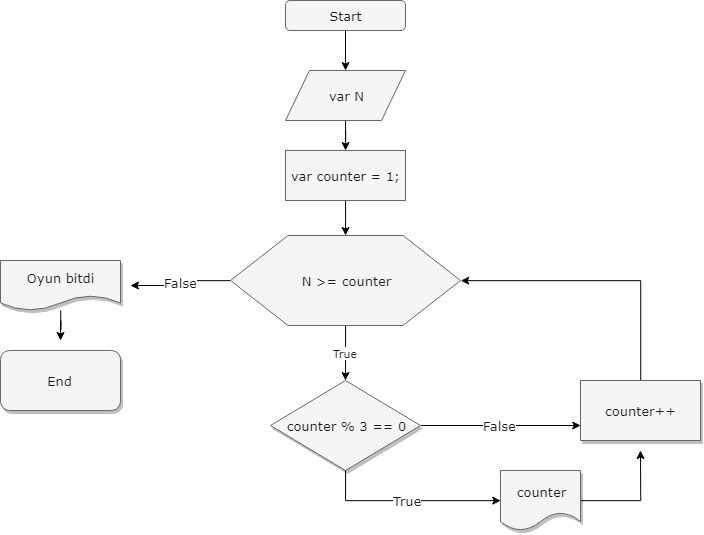 Start
var N
var counter = 1;
N >= counter
False
Oyun bitdi
End
True
counter % 3 == 0
False
counter++
True
counter